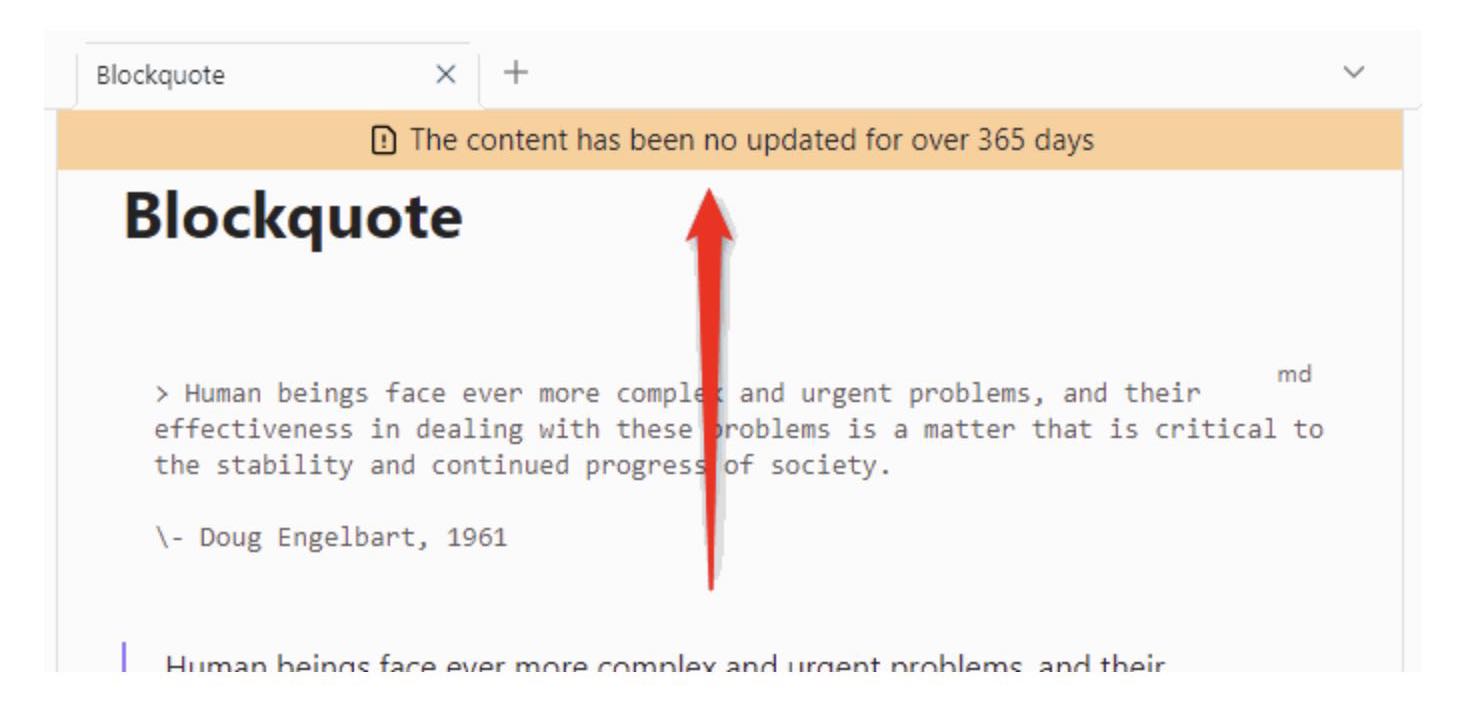 Blockquote
The content has been no updated for over 365 days
Blockquote
md
> Human beings face ever more complex and urgent problems, and their
effectiveness in dealing with these problems is a matter that is critical to
the stability and continued progress of society.
\- Doug Engelbart, 1961
Human beings face ever more complex and urgent problems, and their